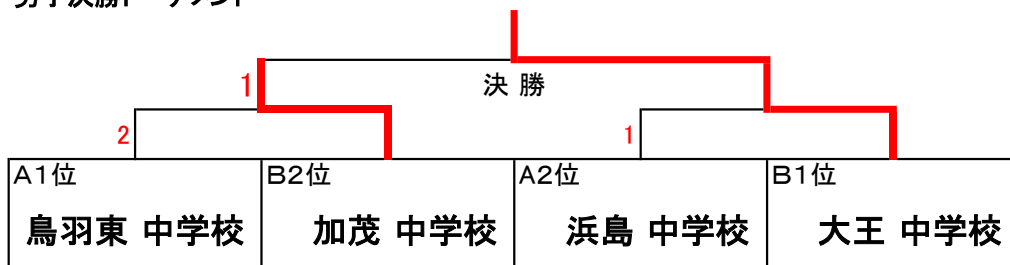 1
決 勝
2
1
A1位
B2位
A2位
B1位
鳥羽東 中学校
加茂 中学校
浜島 中学校
大王 中学校